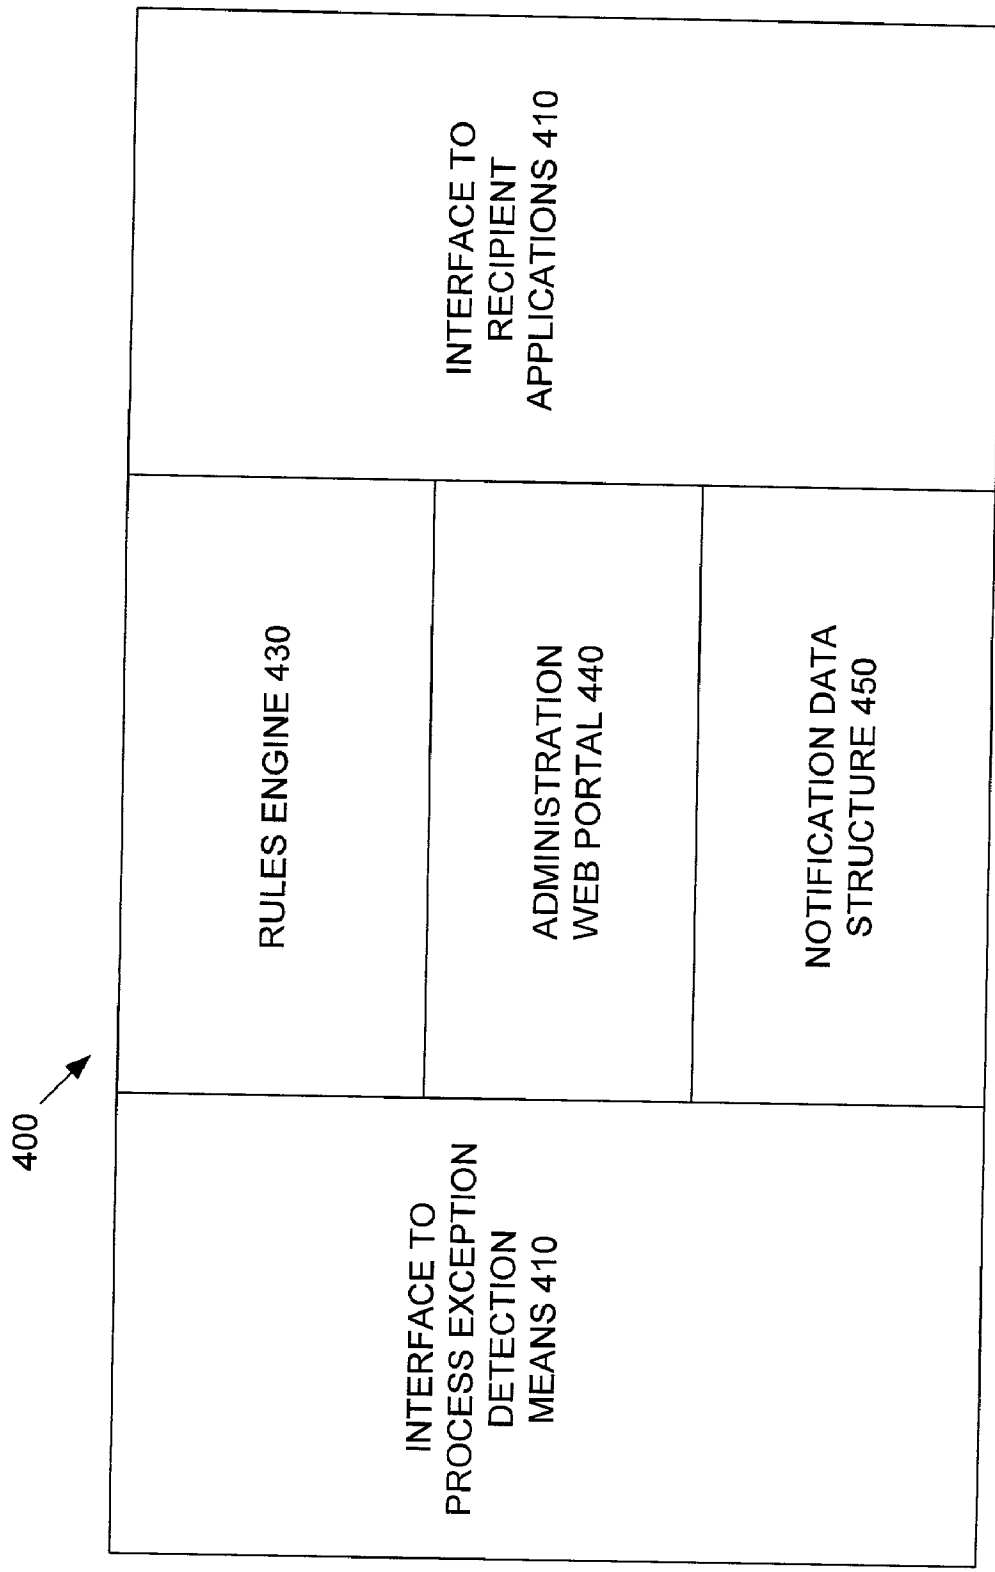 400
INTERFACE TO
PROCESS EXCEPTION
DETECTION
MEANS 410
RULES ENGINE 430
ADMINISTRATION
WEB PORTAL 440
NOTIFICATION DATA
STRUCTURE 450
INTERFACE TO
RECIPIENT
APPLICATIONS 410